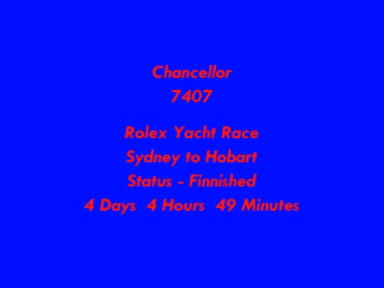 Chancellor
7407
Rolex Yacht Race
Sydney to Hobart
Status - Finnished
4 Days 4 Hours 49 Minutes